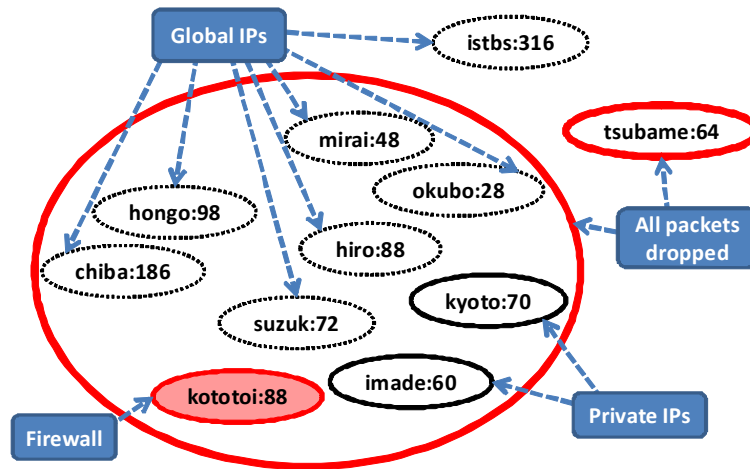 Global IPs
istbs:316
mirai:48
tsubame:64
okubo:28
hongo:98
hiro:88
All packets
dropped
chiba:186
kyoto:70
suzuk:72
imade:60
kototoi:88
Private IPs
Firewall